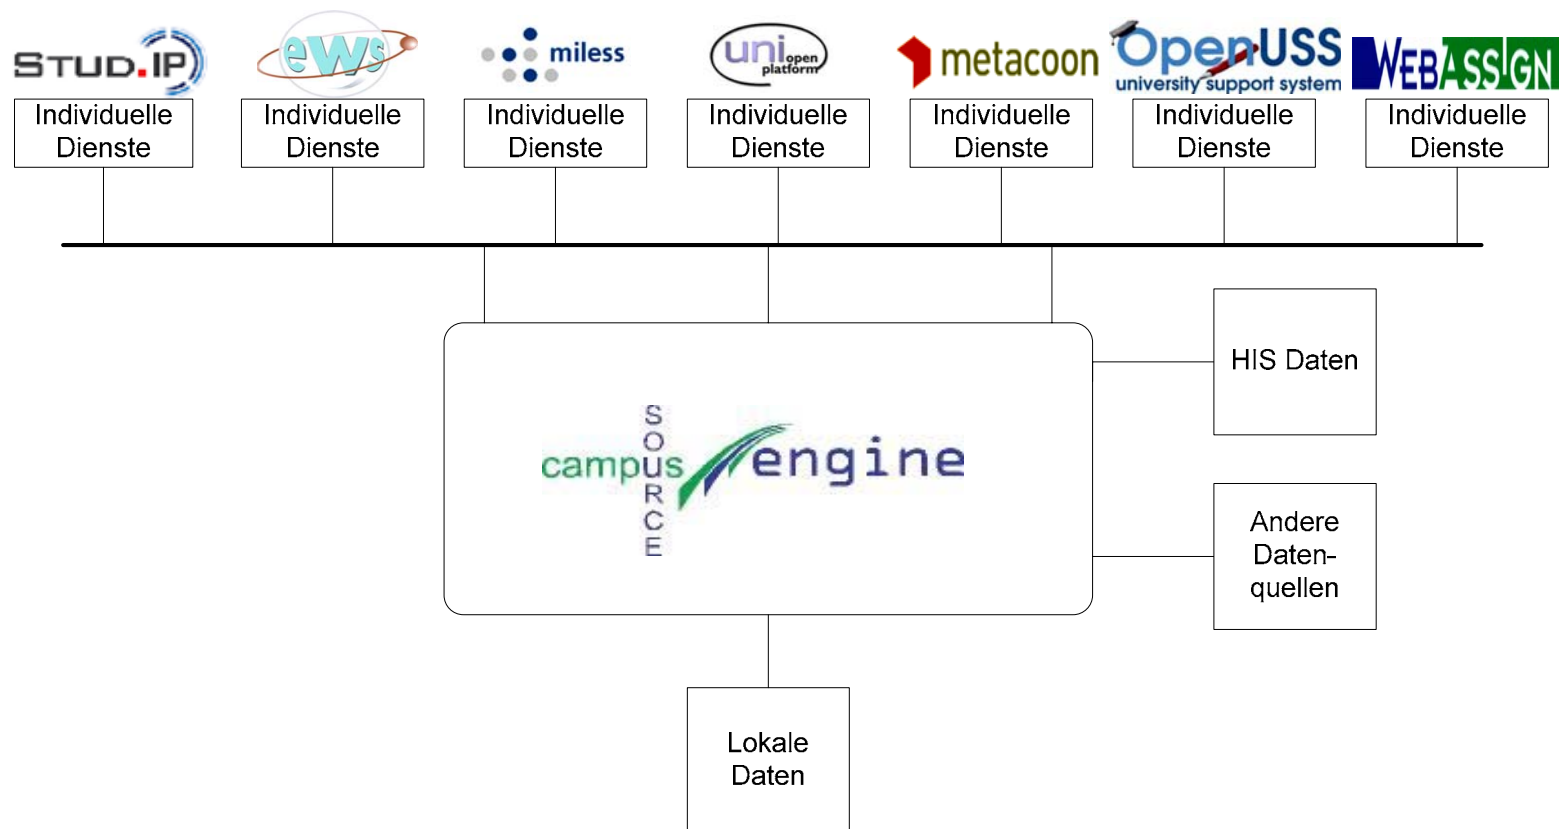 STUD.IP
ews
miless
uni open
platform
metacoon
OpenUSS
university support system
WEBASSIGN
Individuelle
Dienste
Individuelle
Dienste
Individuelle
Dienste
Individuelle
Dienste
Individuelle
Dienste
Individuelle
Dienste
Individuelle
Dienste
campus
SOURCE
engine
HIS Daten
Andere
Daten-
quellen
Lokale
Daten